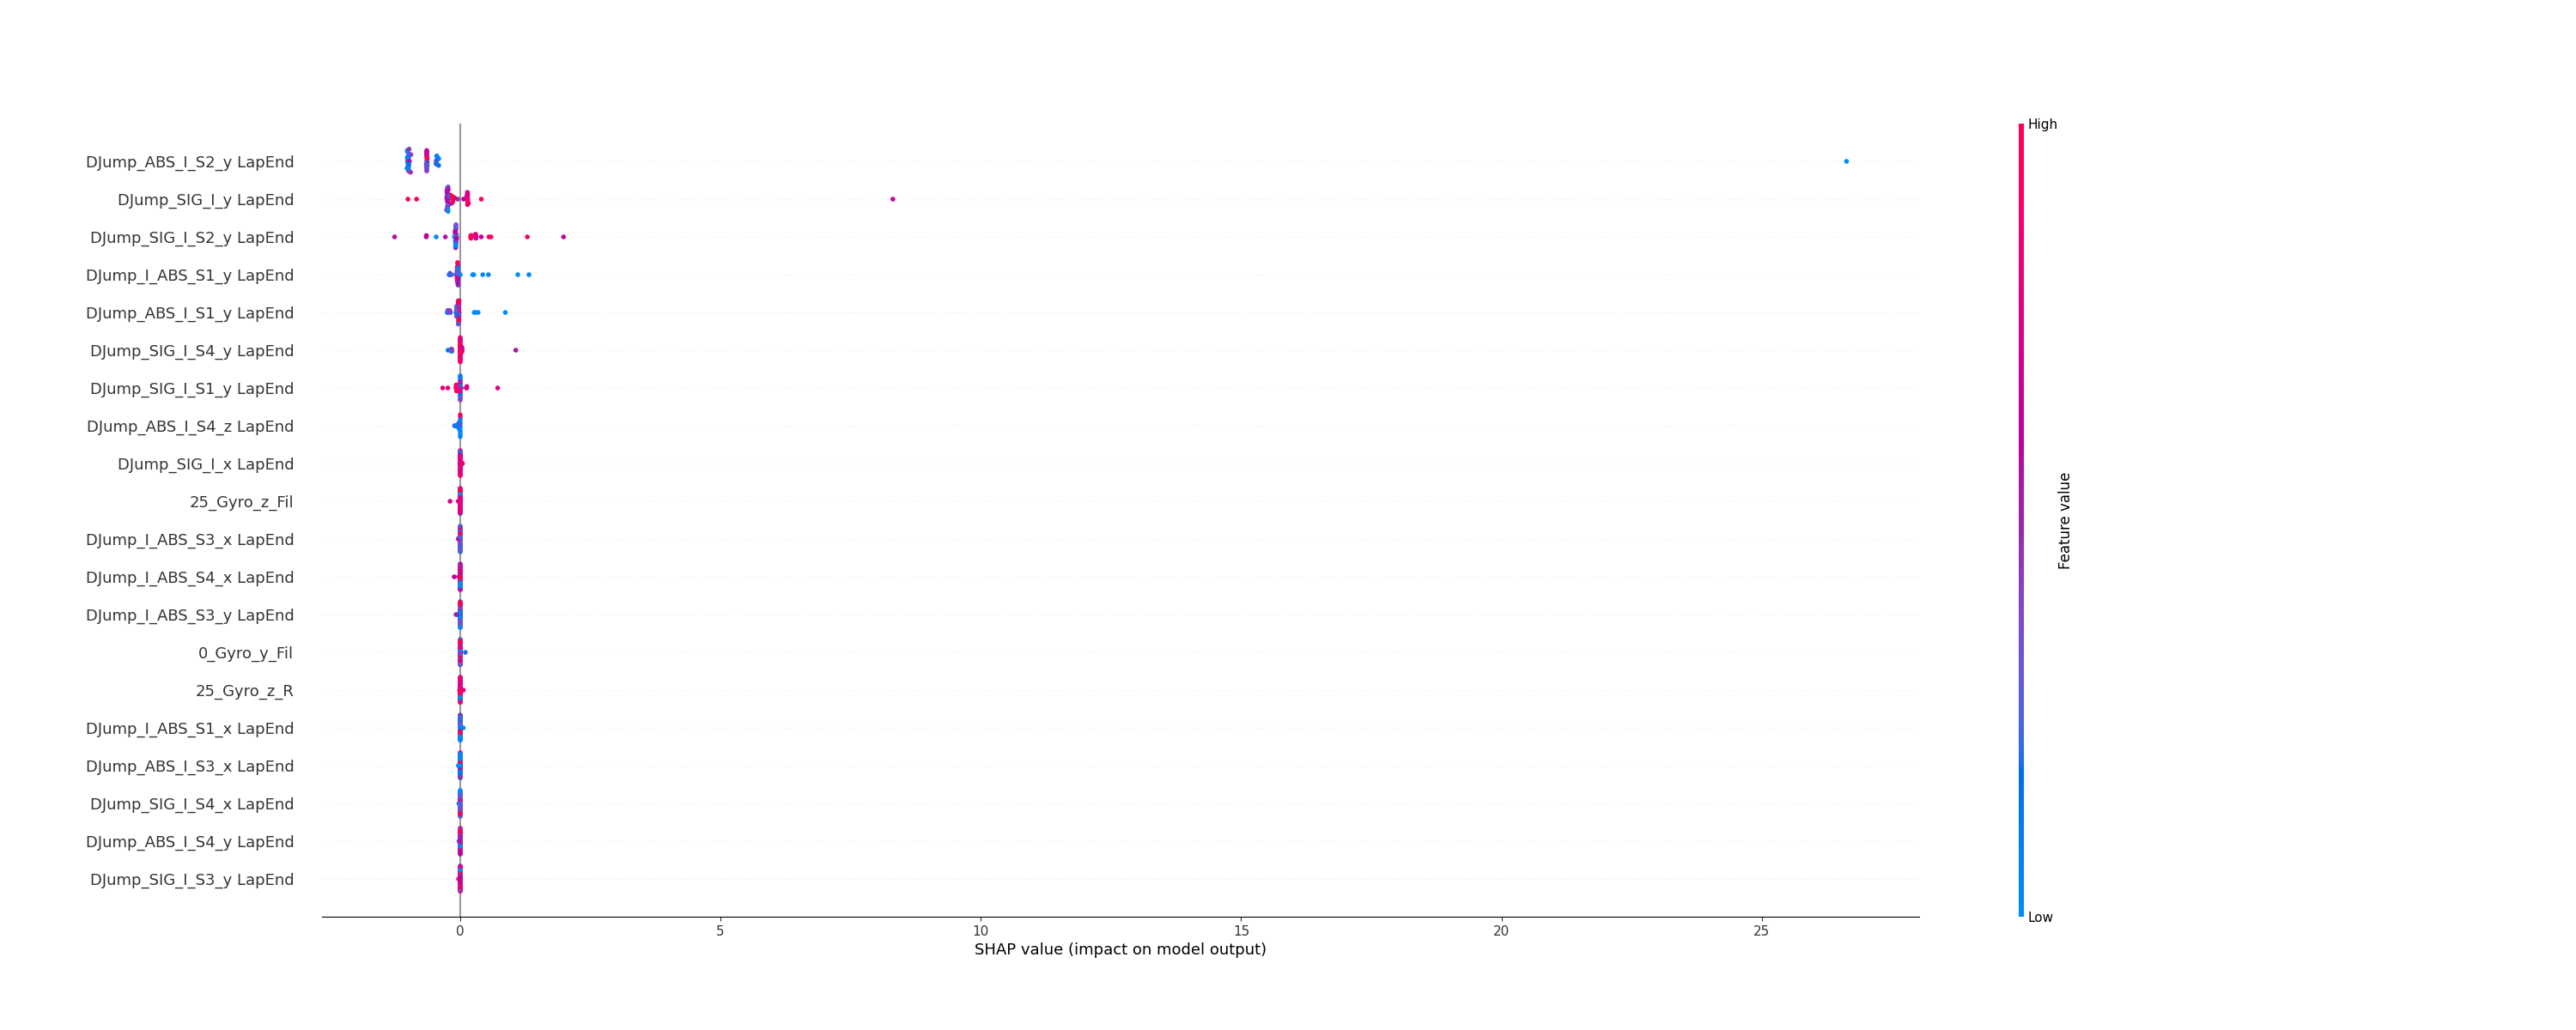 High
DJump_ABS_I_S2_y LapEnd
DJump_SIG_I_y LapEnd
DJump_SIG_I_S2_y LapEnd
DJump_I_ABS_S1_y LapEnd
DJump_ABS_I_S1_y LapEnd
DJump_SIG_I_S4_y LapEnd
DJump_SIG_I_S1_y LapEnd
DJump_ABS_I_S4_z LapEnd
DJump_SIG_I_x LapEnd
25_Gyro_z_Fil
DJump_I_ABS_S3_x LapEnd
DJump_I_ABS_S4_x LapEnd
DJump_I_ABS_S3_y LapEnd
0_Gyro_y_Fil
25_Gyro_z_R
DJump_I_ABS_S1_x LapEnd
DJump_ABS_I_S3_x LapEnd
DJump_SIG_I_S4_x LapEnd
DJump_ABS_I_S4_y LapEnd
DJump_SIG_I_S3_y LapEnd
Feature value
Low
0 5 10 15 20 25
SHAP value (impact on model output)